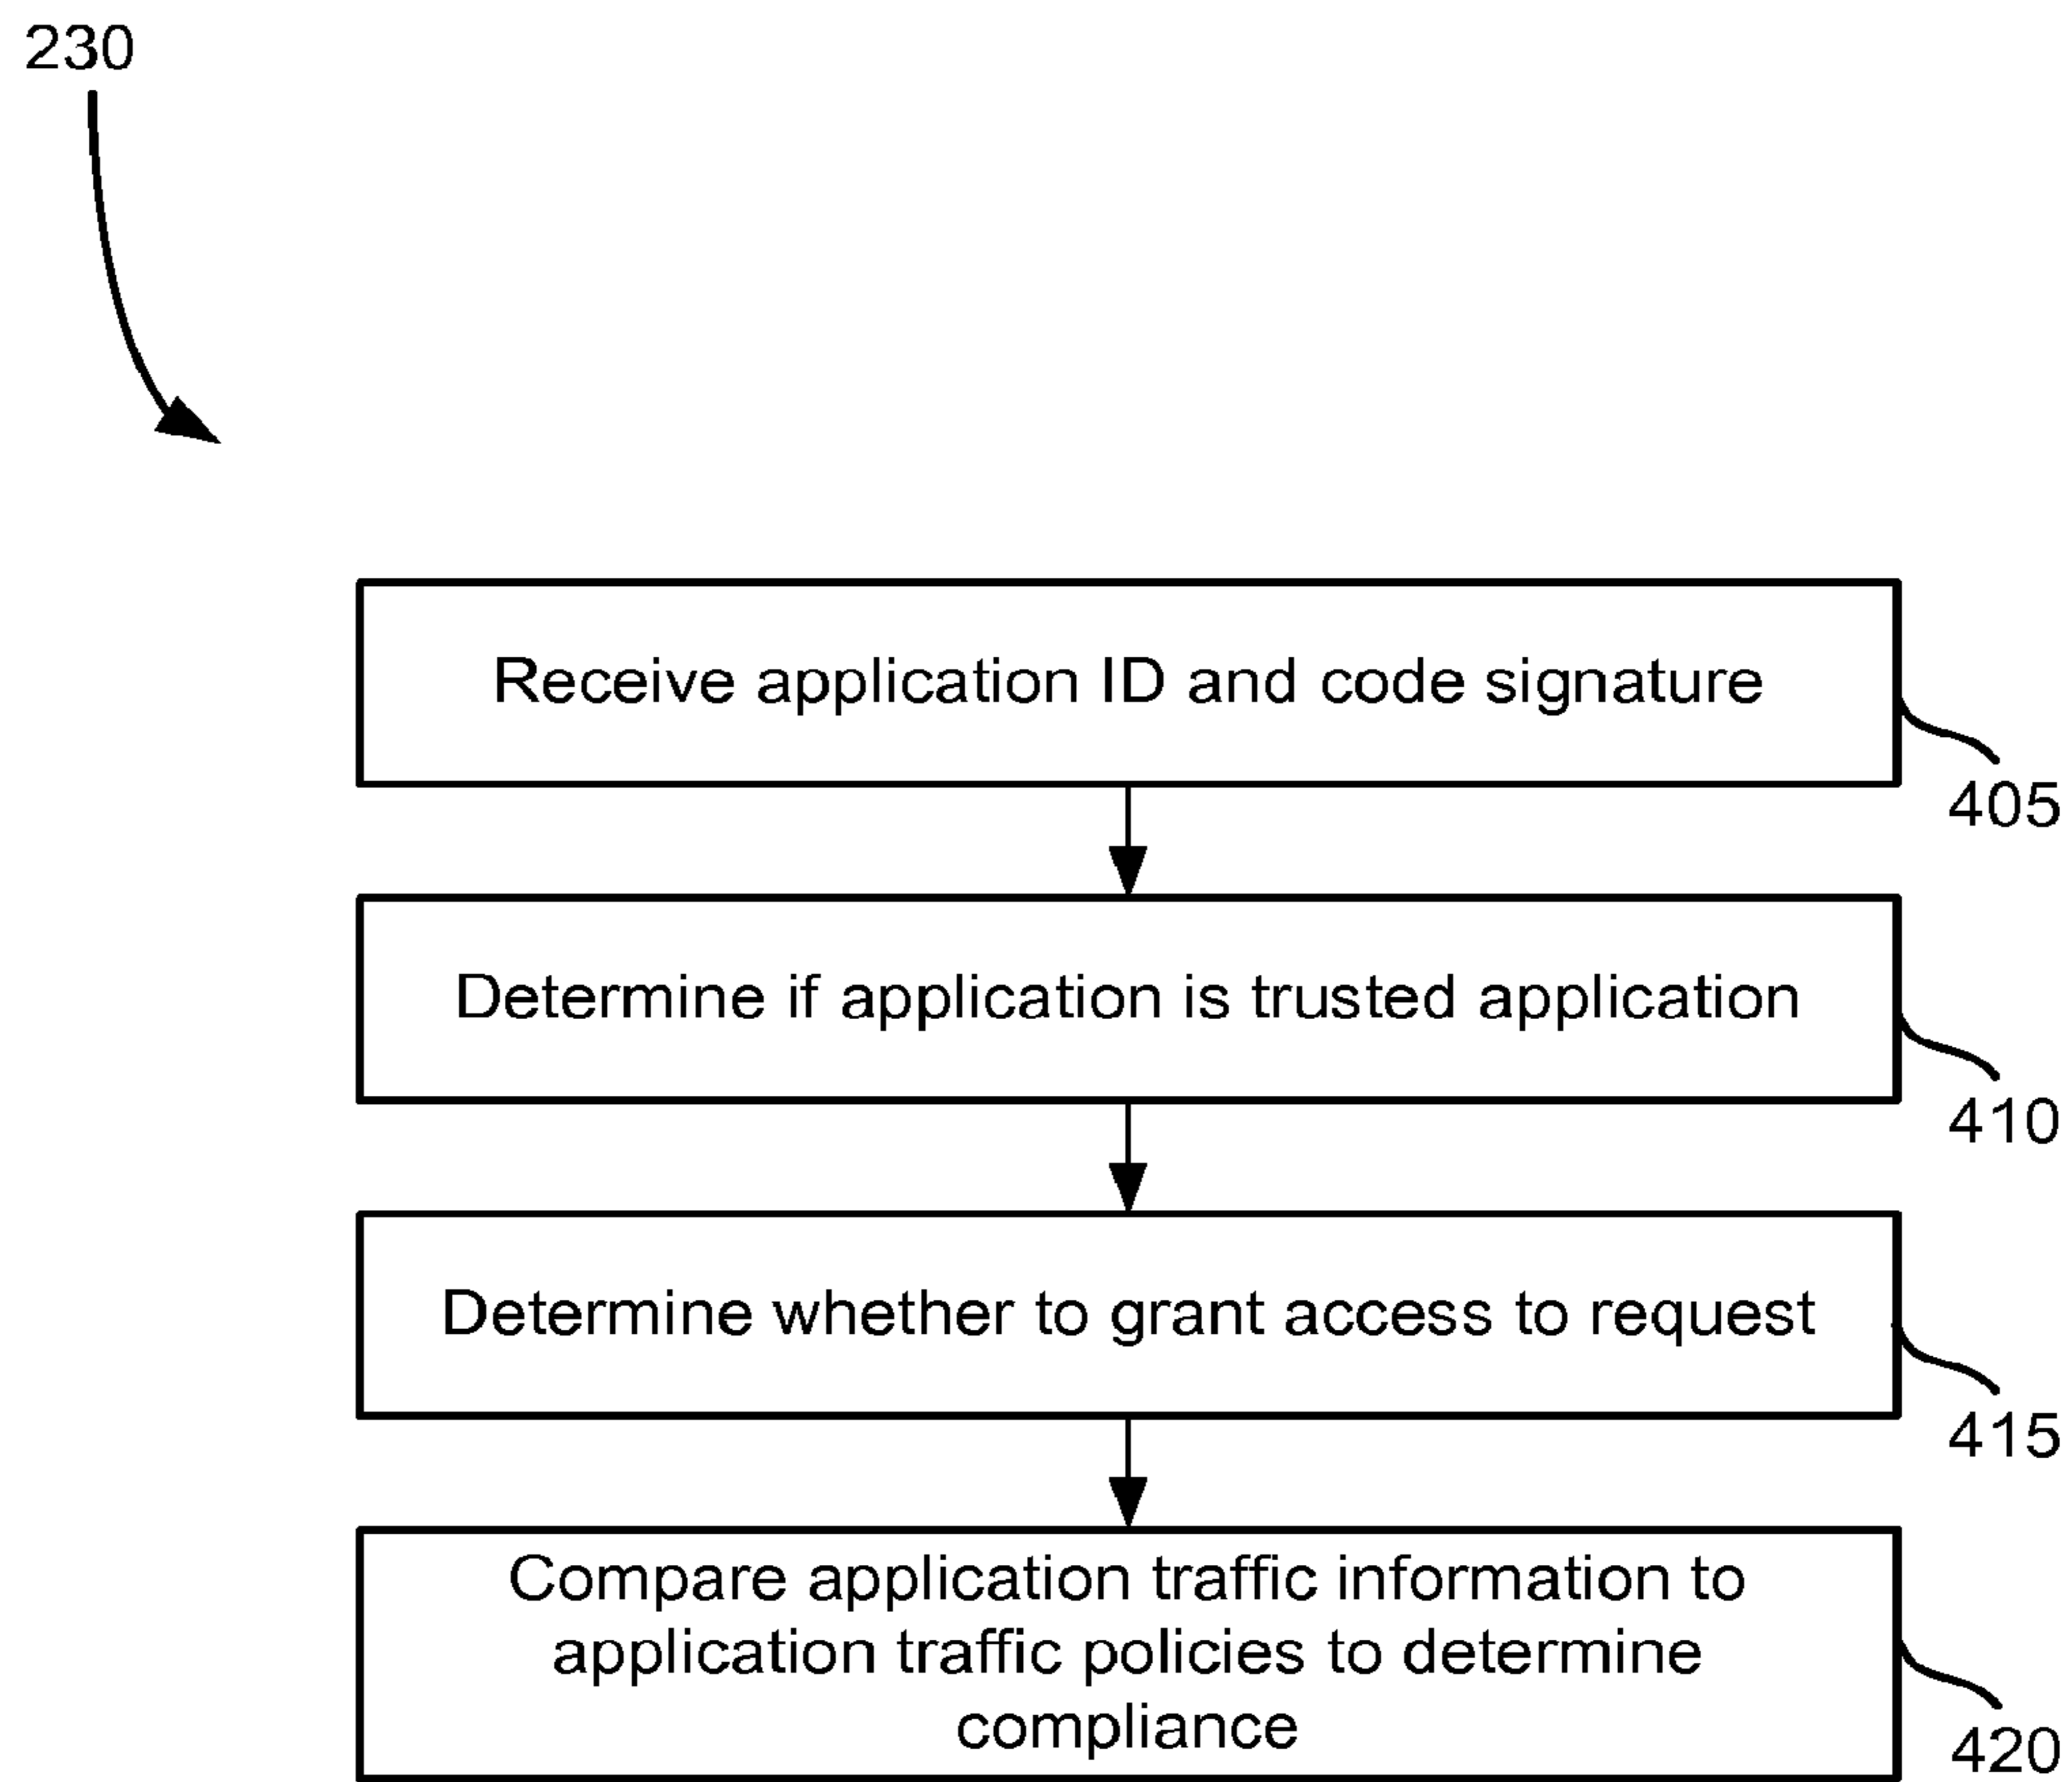 230
Receive application ID and code signature
405
Determine if application is trusted application
410
Determine whether to grant access to request
415
Compare application traffic information to
application traffic policies to determine
compliance
420